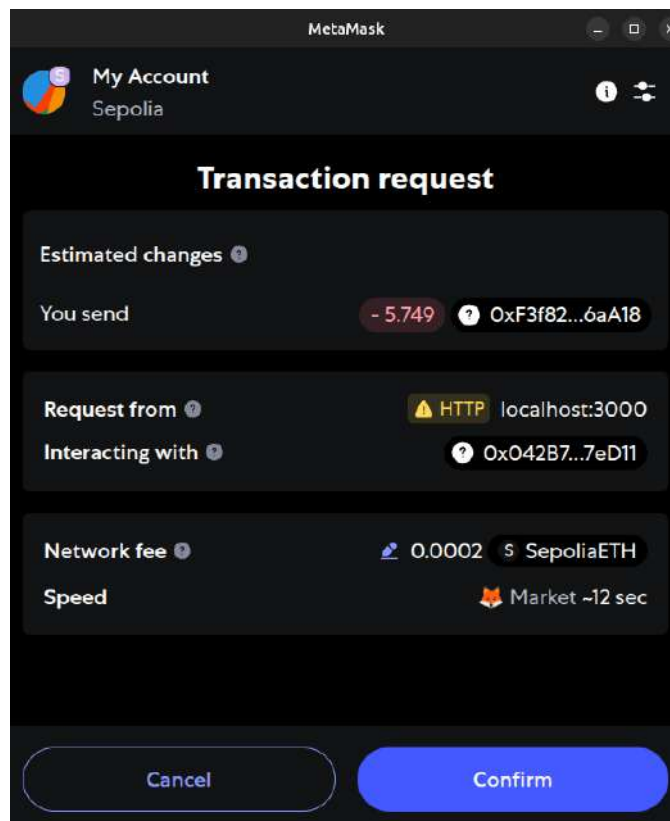 MetaMask
S
My Account
Sepolia
Transaction request
Estimated changes ?
You send - 5.749 ? 0xF3f82...6aA18
Request from ? HTTP localhost:3000
Interacting with ? ? 0x042B7...7eD11
Network fee ? 0.0002 S SepoliaETH
Speed Market ~12 sec
Cancel Confirm